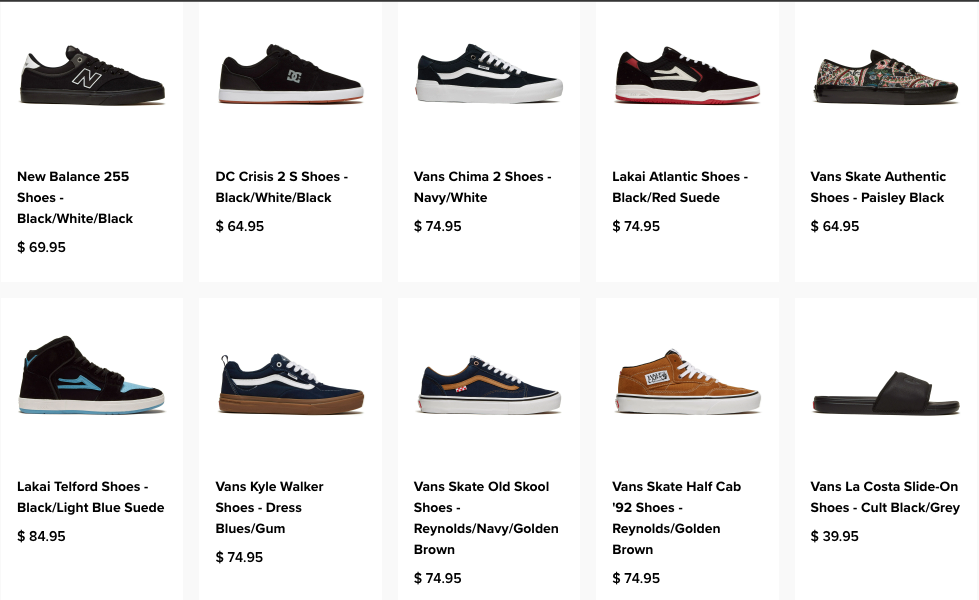 New Balance 255
Shoes -
Black/White/Black
$ 69.95
DC Crisis 2 S Shoes -
Black/White/Black
$ 64.95
Vans Chima 2 Shoes -
Navy/White
$ 74.95
Lakai Atlantic Shoes -
Black/Red Suede
$ 74.95
Vans Skate Authentic
Shoes - Paisley Black
$ 64.95
Lakai Telford Shoes -
Black/Light Blue Suede
$ 84.95
Vans Kyle Walker
Shoes - Dress
Blues/Gum
$ 74.95
Vans Skate Old Skool
Shoes -
Reynolds/Navy/Golden
Brown
$ 74.95
Vans Skate Half Cab
'92 Shoes -
Reynolds/Golden
Brown
$ 74.95
Vans La Costa Slide-On
Shoes - Cult Black/Grey
$ 39.95